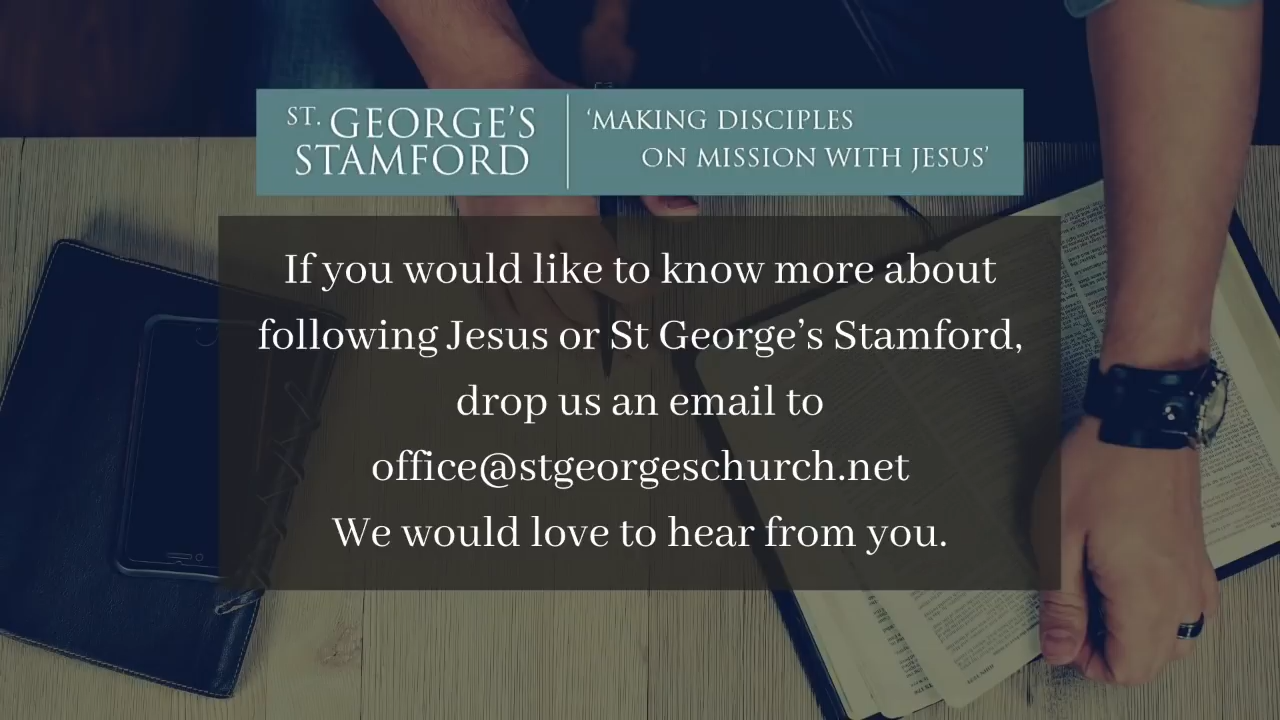 ST. GEORGE'S
STAMFORD
‘MAKING DISCIPLES
ON MISSION WITH JESUS’
If you would like to know more about
following Jesus or St George’s Stamford,
drop us an email to
office@stgeorgeschurch.net
We would love to hear from you.